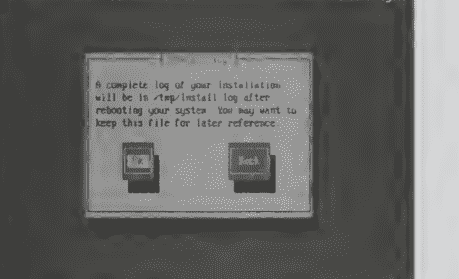 A complete log of your installation
will be in /tmp/install log after
rebooting your system You may want to
keep this file for later reference
Ok
Back